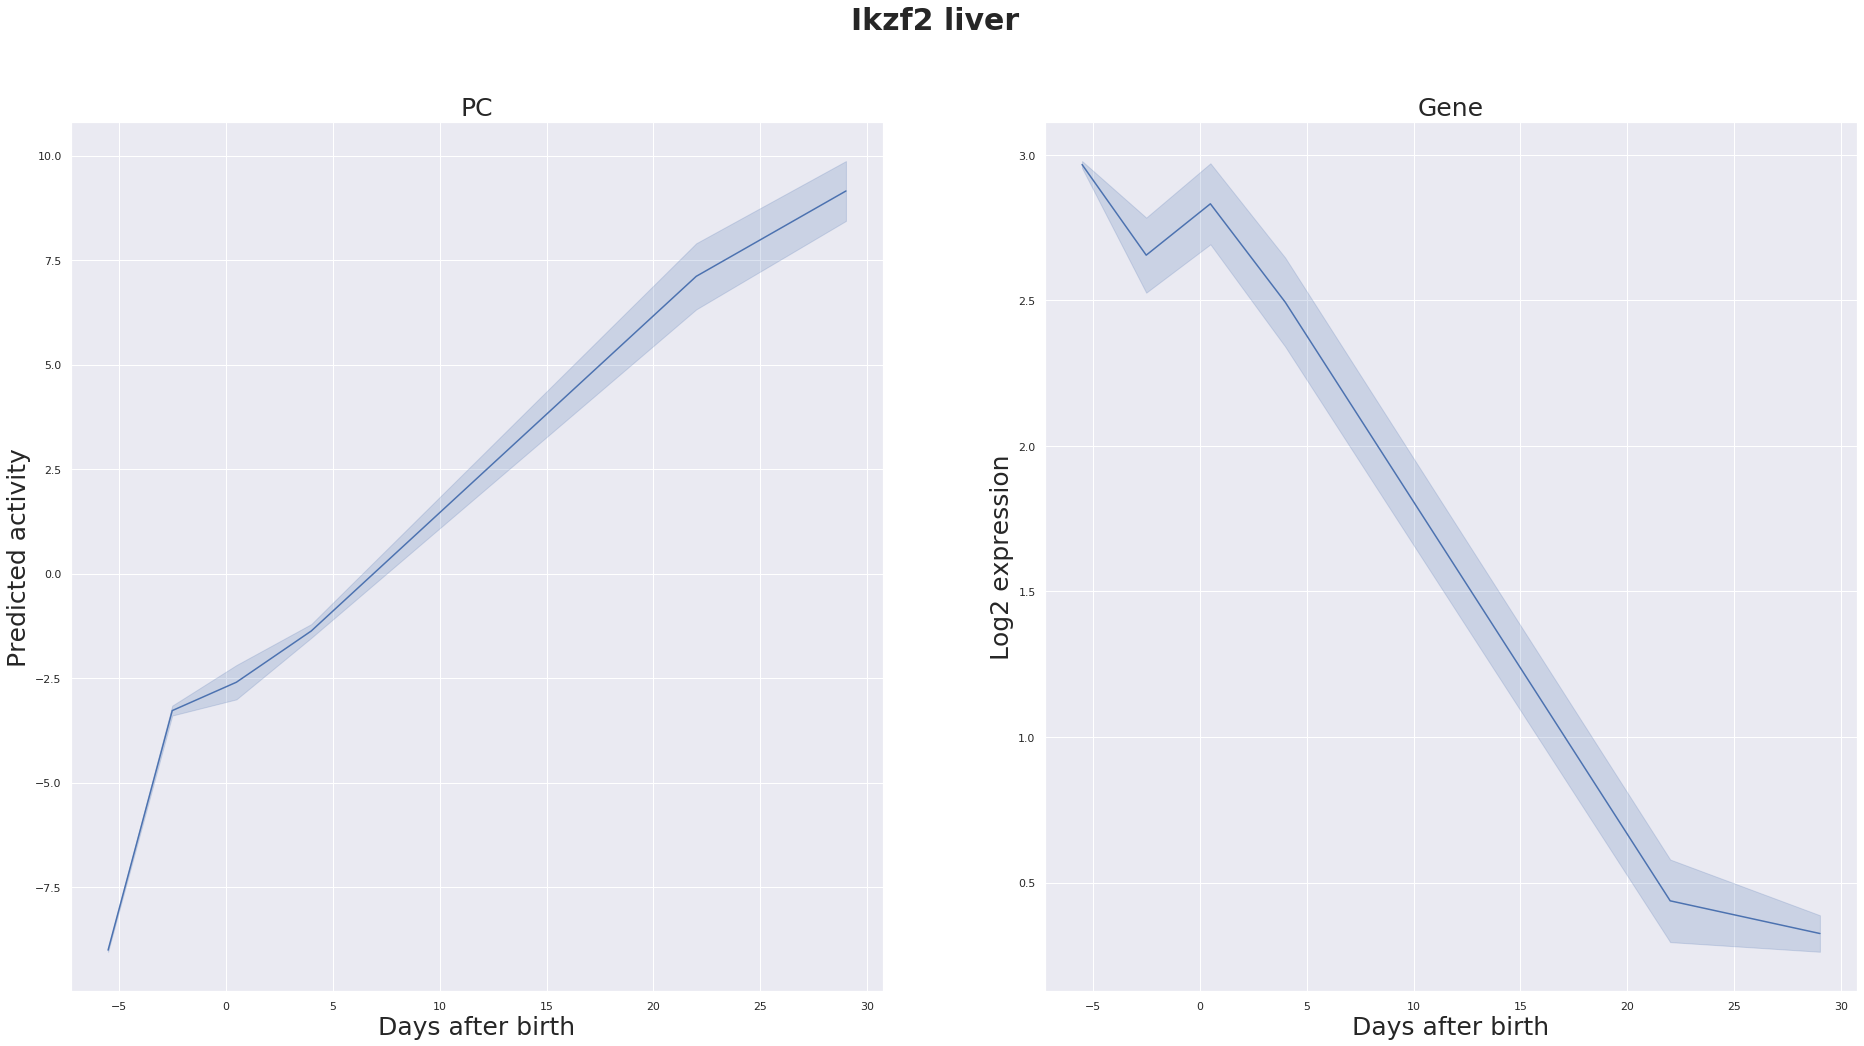 Ikzf2 liver
PC
Predicted activity
10.0
7.5
5.0
2.5
0.0
−2.5
−5.0
−7.5
−5 0 5 10 15 20 25 30
Days after birth
Gene
Log2 expression
3.0
2.5
2.0
1.5
1.0
0.5
−5 0 5 10 15 20 25 30
Days after birth